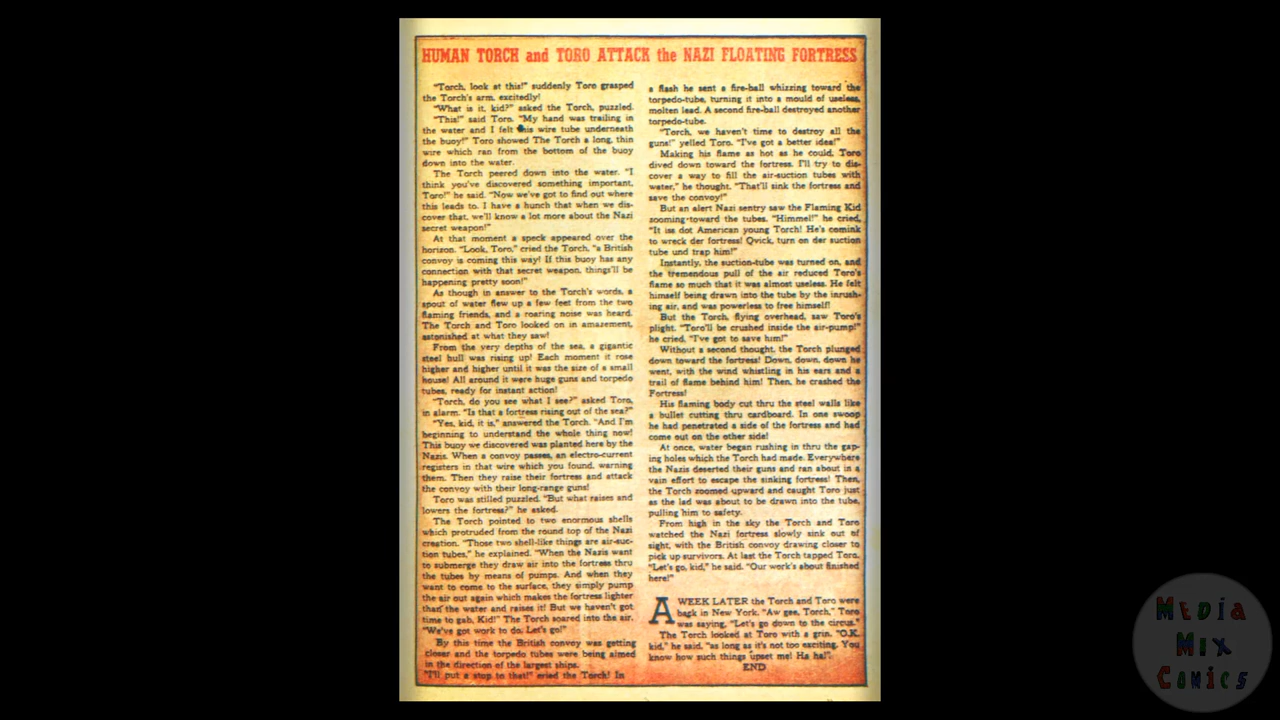 HUMAN TORCH and TORO ATTACK the NAZI FLOATING FORTRESS
"Torch, look at this!" suddenly Toro grasped
the Torch's arm, excitedly!
"What is it, kid?" asked the Torch, puzzled.
"This!" said Toro. "My hand was trailing in
the water and I felt this wire tube underneath
the buoy!" Toro showed The Torch a long, thin
wire which ran from the bottom of the buoy
down into the water.
The Torch peered down into the water. "I
think you've discovered something important,
Toro!" he said. "Now we've got to find out where
this leads to. I have a hunch that when we dis-
cover that, we'll know a lot more about the Nazi
secret weapon!"
At that moment a speck appeared over the
horizon. "Look, Toro," cried the Torch, "a British
convoy is coming this way! If this buoy has any
connection with that secret weapon, things'll be
happening pretty soon!"
As though in answer to the Torch's words, a
spout of water flew up a few feet from the two
flaming friends, and a roaring noise was heard.
The Torch and Toro looked on in amazement,
astonished at what they saw!
From the very depths of the sea, a gigantic
steel hull was rising up! Each moment it rose
higher and higher until it was the size of a small
house! All around it were huge guns and torpedo
tubes, ready for instant action!
"Torch, do you see what I see?" asked Toro,
in alarm. "Is that a fortress rising out of the sea?"
"Yes, kid, it is," answered the Torch. "And I'm
beginning to understand the whole thing now!
This buoy we discovered was planted here by the
Nazis. When a convoy passes, an electro-current
registers in that wire which you found, warning
them. Then they raise their fortress and attack
the convoy with their long-range guns!
Toro was stilled puzzled. "But what raises and
lowers the fortress?" he asked.
The Torch pointed to two enormous shells
which protruded from the round top of the Nazi
creation. "Those two shell-like things are air-suc-
tion tubes," he explained. "When the Nazis want
to submerge they draw air into the fortress thru
the tubes by means of pumps. And when they
want to come to the surface, they simply pump
the air out again which makes the fortress lighter
than the water and raises it! But we haven't got
time to gab, Kid!" The Torch soared into the air.
"We've got work to do. Let's go!"
By this time the British convoy was getting
closer and the torpedo tubes were being aimed
in the direction of the largest ships.
"I'll put a stop to that!" cried the Torch! In
a flash he sent a fire-ball whizzing toward the
torpedo-tube, turning it into a mould of useless,
molten lead. A second fire-ball destroyed another
torpedo-tube.
"Torch, we haven't time to destroy all the
guns!" yelled Toro. "I've got a better idea!"
Making his flame as hot as he could, Toro
dived down toward the fortress. I'll try to dis-
cover a way to fill the air-suction tubes with
water," he thought. "That'll sink the fortress and
save the convoy!"
But an alert Nazi sentry saw the Flaming Kid
zooming toward the tubes. "Himmel!" he cried,
"It iss dot American young Torch! He's comink
to wreck der fortress! Qvick, turn on der suction
tube und trap him!"
Instantly, the suction-tube was turned on, and
the tremendous pull of the air reduced Toro's
flame so much that it was almost useless. He felt
himself being drawn into the tube by the inrush-
ing air, and was powerless to free himself!
But the Torch, flying overhead, saw Toro's
plight. "Toro'll be crushed inside the air-pump!"
he cried, "I've got to save him!"
Without a second thought, the Torch plunged
down toward the fortress! Down, down, down he
went, with the wind whistling in his ears and a
trail of flame behind him! Then, he crashed the
Fortress!
His flaming body cut thru the steel walls like
a bullet cutting thru cardboard. In one swoop
he had penetrated a side of the fortress and had
come out on the other side!
At once, water began rushing in thru the gap-
ing holes which the Torch had made. Everywhere
the Nazis deserted their guns and ran about in a
vain effort to escape the sinking fortress! Then,
the Torch zoomed upward and caught Toro just
as the lad was about to be drawn into the tube,
pulling him to safety.
From high in the sky the Torch and Toro
watched the Nazi fortress slowly sink out of
sight, with the British convoy drawing closer to
pick up survivors. At last the Torch tapped Toro.
"Let's go, kid," he said. "Our work's about finished
here!"
A WEEK LATER the Torch and Toro were
back in New York. "Aw gee, Torch," Toro
was saying, "Let's go down to the circus."
The Torch looked at Toro with a grin. "O.K.
kid," he said, "as long as it's not too exciting. You
know how such things upset me! Ha ha!".
END
MEDIA
MIX
COMICS